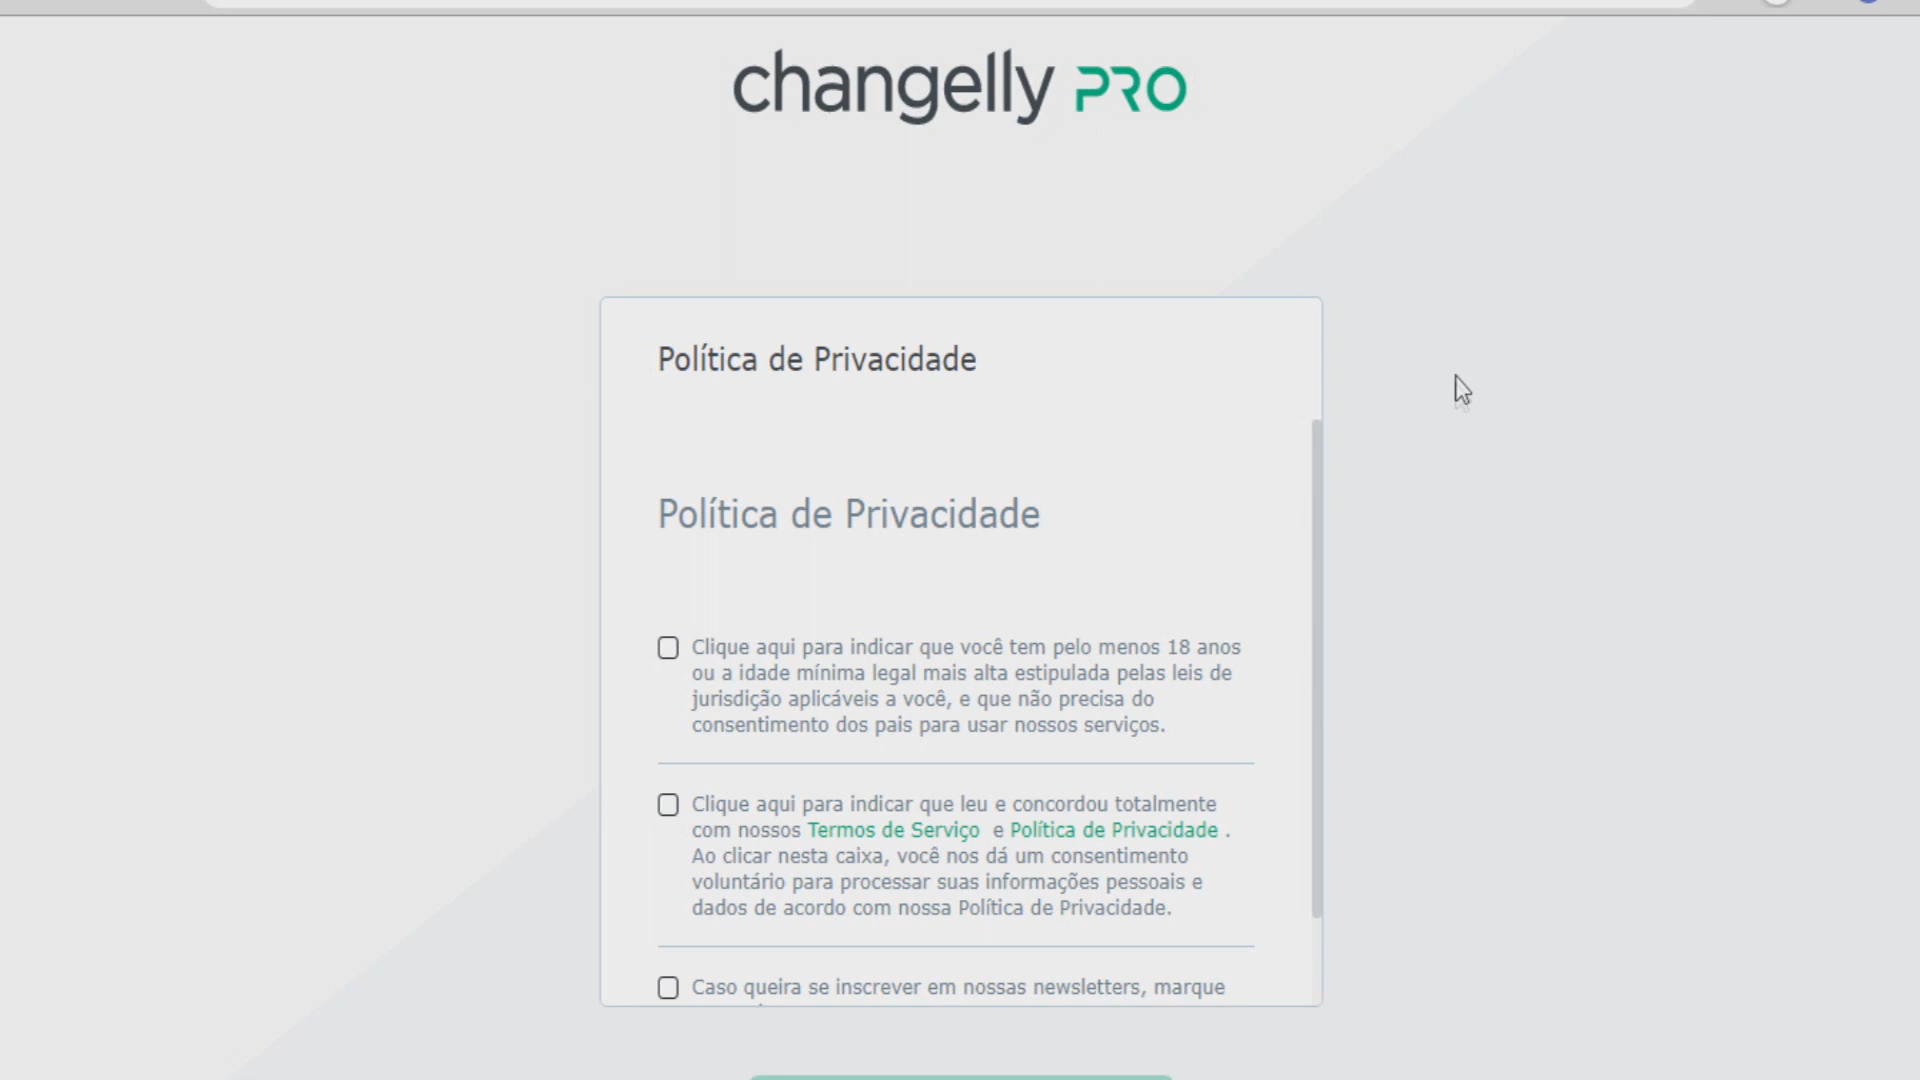 changelly PRO
Política de Privacidade
Política de Privacidade
Clique aqui para indicar que você tem pelo menos 18 anos
ou a idade mínima legal mais alta estipulada pelas leis de
jurisdição aplicáveis a você, e que não precisa do
consentimento dos pais para usar nossos serviços.
Clique aqui para indicar que leu e concordou totalmente
com nossos Termos de Serviço e Política de Privacidade .
Ao clicar nesta caixa, você nos dá um consentimento
voluntário para processar suas informações pessoais e
dados de acordo com nossa Política de Privacidade.
Caso queira se inscrever em nossas newsletters, marque